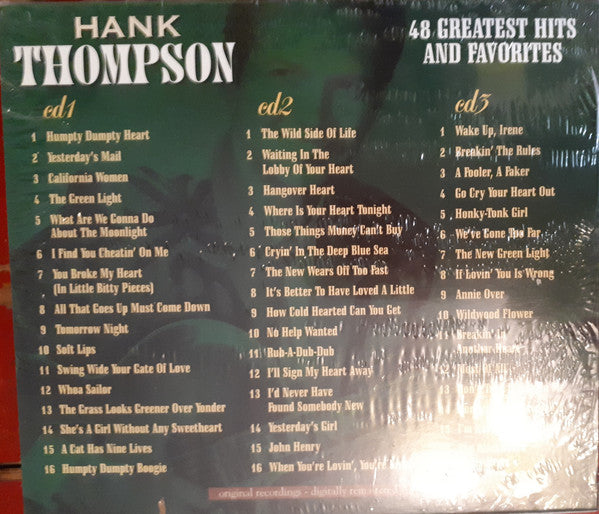 HANK
THOMPSON
48 GREATEST HITS
AND FAVORITES
cd1
1 Humpty Dumpty Heart
2 Yesterday's Mail
3 California Women
4 The Green Light
5 What Are We Gonna Do
About The Moonlight
6 I Find You Cheatin' On Me
7 You Broke My Heart
(In Little Bitty Pieces)
8 All That Goes Up Must Come Down
9 Tomorrow Night
10 Soft Lips
11 Swing Wide Your Gate Of Love
12 Whoa Sailor
13 The Grass Looks Greener Over Yonder
14 She's A Girl Without Any Sweetheart
15 A Cat Has Nine Lives
16 Humpty Dumpty Boogie
cd2
1 The Wild Side Of Life
2 Waiting In The
Lobby Of Your Heart
3 Hangover Heart
4 Where Is Your Heart Tonight
5 Those Things Money Can't Buy
6 Cryin' In The Deep Blue Sea
7 The New Wears Off Too Fast
8 It's Better To Have Loved A Little
9 How Cold Hearted Can You Get
10 No Help Wanted
11 Rub-A-Dub-Dub
12 I'll Sign My Heart Away
13 I'd Never Have
Found Somebody New
14 Yesterday's Girl
15 John Henry
16 When You're Lovin', You're
cd3
1 Wake Up, Irene
2 Breakin' The Rules
3 A Fooler, A Faker
4 Go Cry Your Heart Out
5 Honky-Tonk Girl
6 We've Gone Too Far
7 The New Green Light
8 If Lovin' You Is Wrong
9 Annie Over
10 Wildwood Flower
11 Breakin' In
Another Heart
12
13
original recordings - digitally remastered